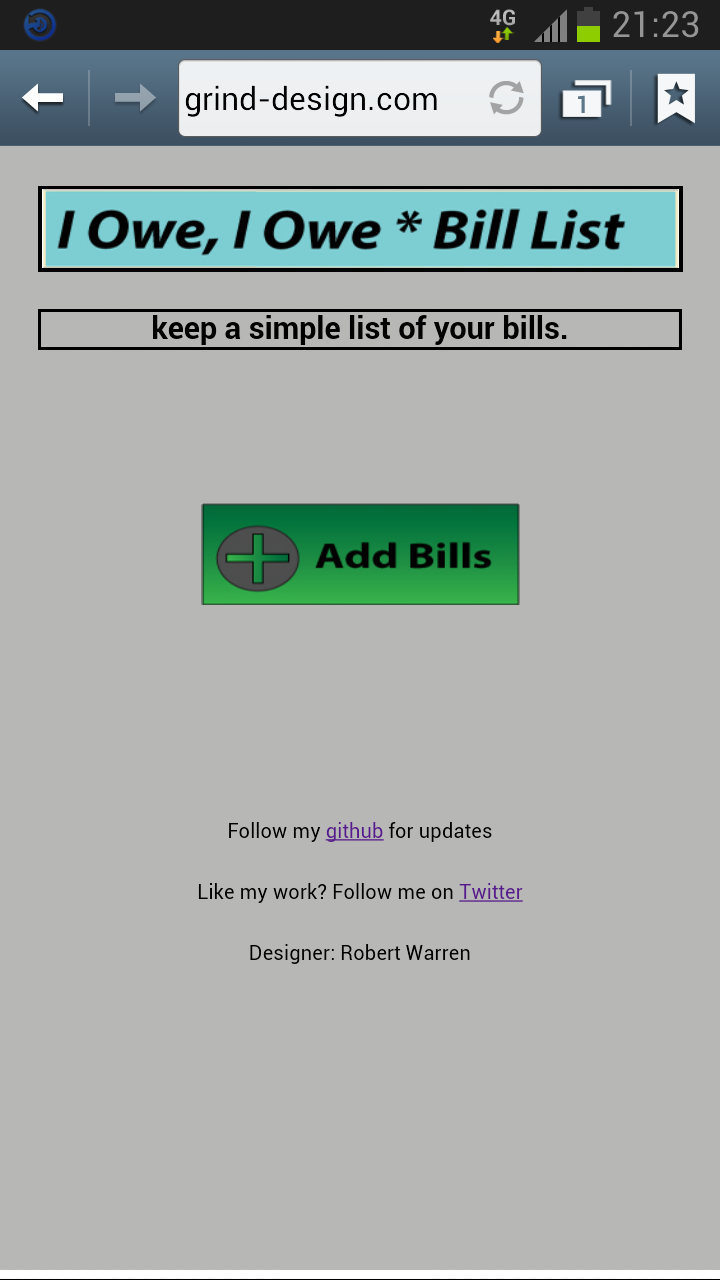 4G 21:23
grind-design.com 1
I Owe, I Owe * Bill List
keep a simple list of your bills.
Add Bills
Follow my github for updates
Like my work? Follow me on Twitter
Designer: Robert Warren